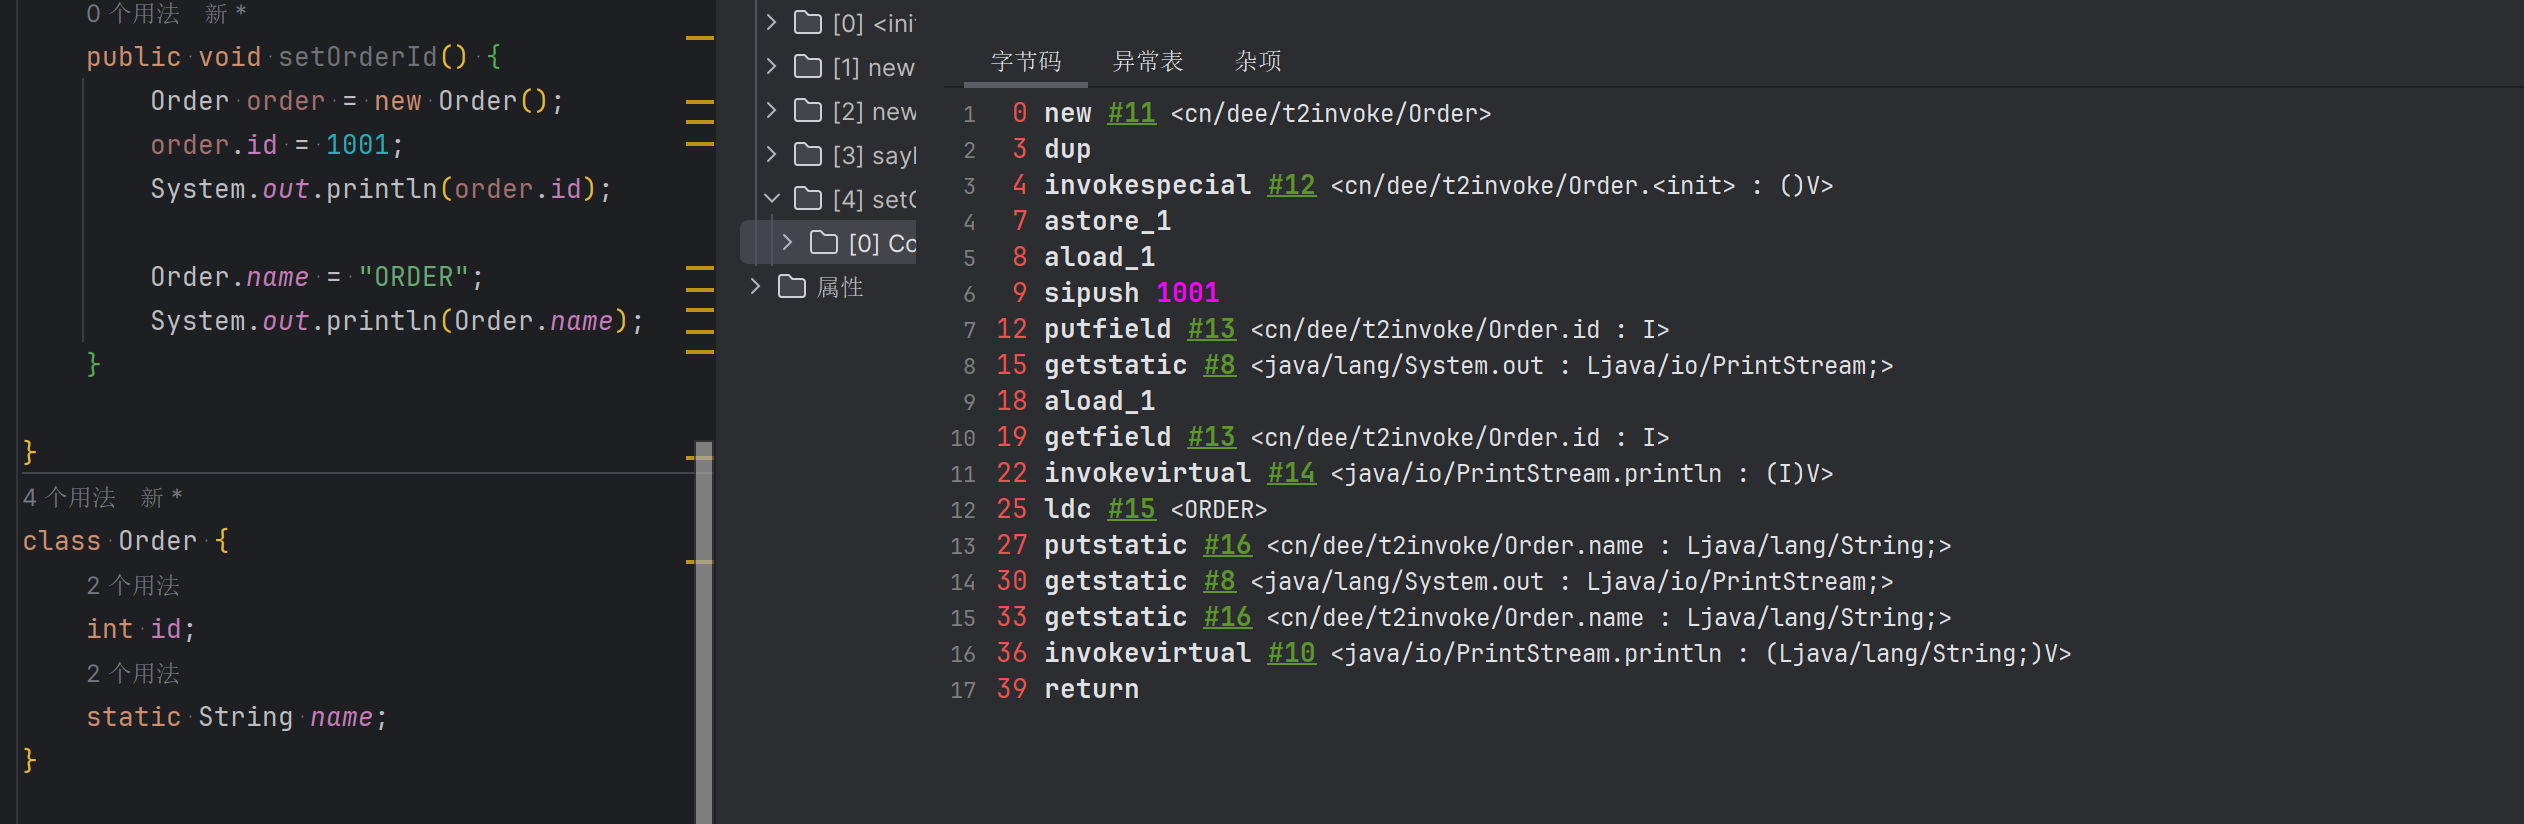 0 个用法 新 *
public void setOrderId() {
Order order = new Order();
order.id = 1001;
System.out.println(order.id);
Order.name = "ORDER";
System.out.println(Order.name);
}
}
4 个用法 新 *
class Order {
2 个用法
int id;
2 个用法
static String name;
}
[0] <ini
[1] new
[2] new
[3] say
[4] set
[0] Co
属性
字节码 异常表 杂项
1 0 new #11 <cn/dee/t2invoke/Order>
2 3 dup
3 4 invokespecial #12 <cn/dee/t2invoke/Order.<init> : ()V>
4 7 astore_1
5 8 aload_1
6 9 sipush 1001
7 12 putfield #13 <cn/dee/t2invoke/Order.id : I>
8 15 getstatic #8 <java/lang/System.out : Ljava/io/PrintStream;>
9 18 aload_1
10 19 getfield #13 <cn/dee/t2invoke/Order.id : I>
11 22 invokevirtual #14 <java/io/PrintStream.println : (I)V>
12 25 ldc #15 <ORDER>
13 27 putstatic #16 <cn/dee/t2invoke/Order.name : Ljava/lang/String;>
14 30 getstatic #8 <java/lang/System.out : Ljava/io/PrintStream;>
15 33 getstatic #16 <cn/dee/t2invoke/Order.name : Ljava/lang/String;>
16 36 invokevirtual #10 <java/io/PrintStream.println : (Ljava/lang/String;)V>
17 39 return